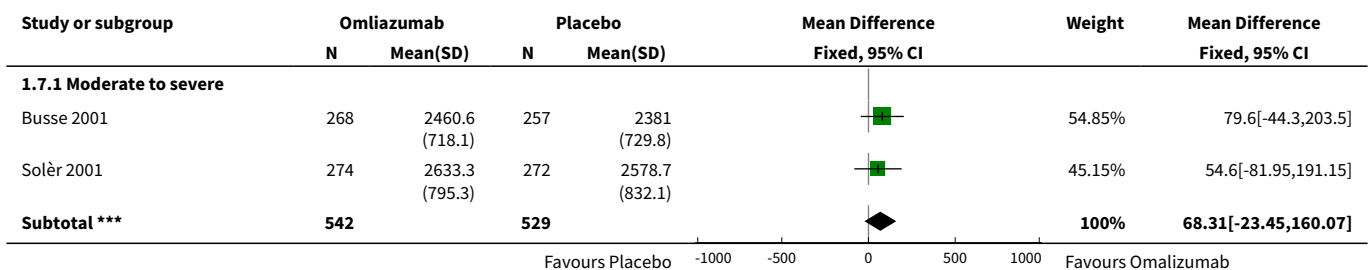 Study or subgroup Omliazumab Placebo Mean Difference Weight Mean Difference
N Mean(SD) N Mean(SD) Fixed, 95% CI Fixed, 95% CI
1.7.1 Moderate to severe
Busse 2001 268 2460.6 257 2381 54.85% 79.6[-44.3,203.5]
(718.1) (729.8)
Solèr 2001 274 2633.3 272 2578.7 45.15% 54.6[-81.95,191.15]
(795.3) (832.1)
Subtotal *** 542 529 100% 68.31[-23.45,160.07]
Favours Placebo -1000 -500 0 500 1000 Favours Omalizumab